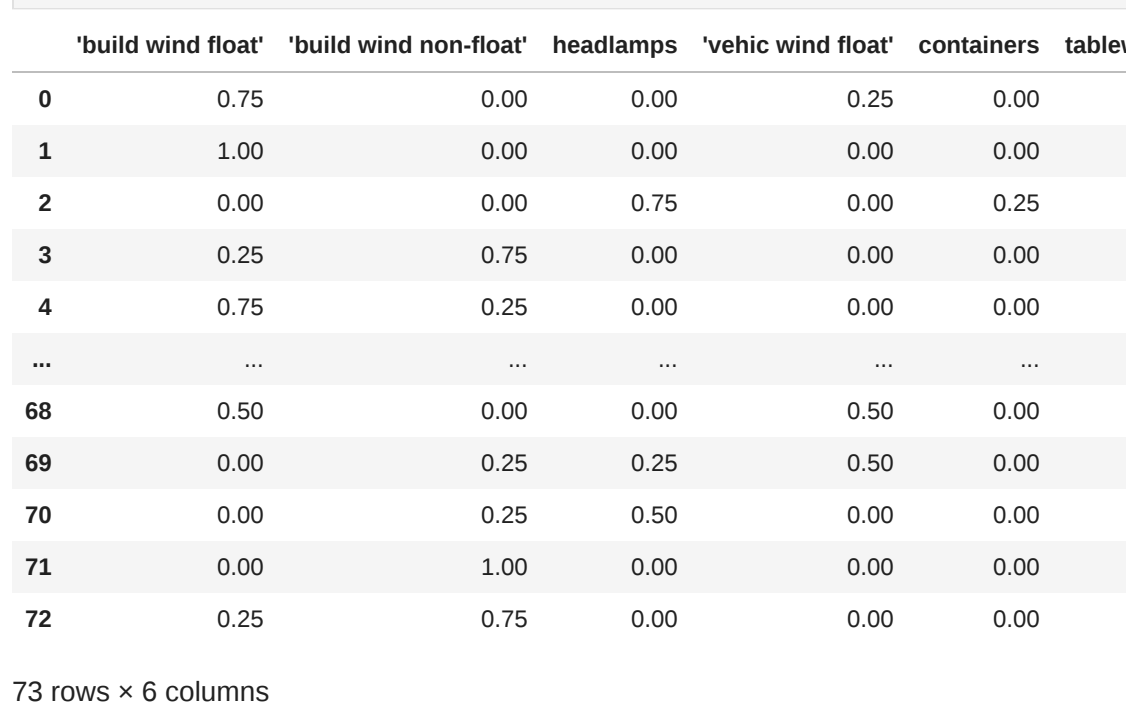 'build wind float' 'build wind non-float' headlamps 'vehic wind float' containers
0 0.75 0.00 0.00 0.25 0.00
1 1.00 0.00 0.00 0.00 0.00
2 0.00 0.00 0.75 0.00 0.25
3 0.25 0.75 0.00 0.00 0.00
4 0.75 0.25 0.00 0.00 0.00
... ... ... ... ... ...
68 0.50 0.00 0.00 0.50 0.00
69 0.00 0.25 0.25 0.50 0.00
70 0.00 0.25 0.50 0.00 0.00
71 0.00 1.00 0.00 0.00 0.00
72 0.25 0.75 0.00 0.00 0.00
73 rows × 6 columns